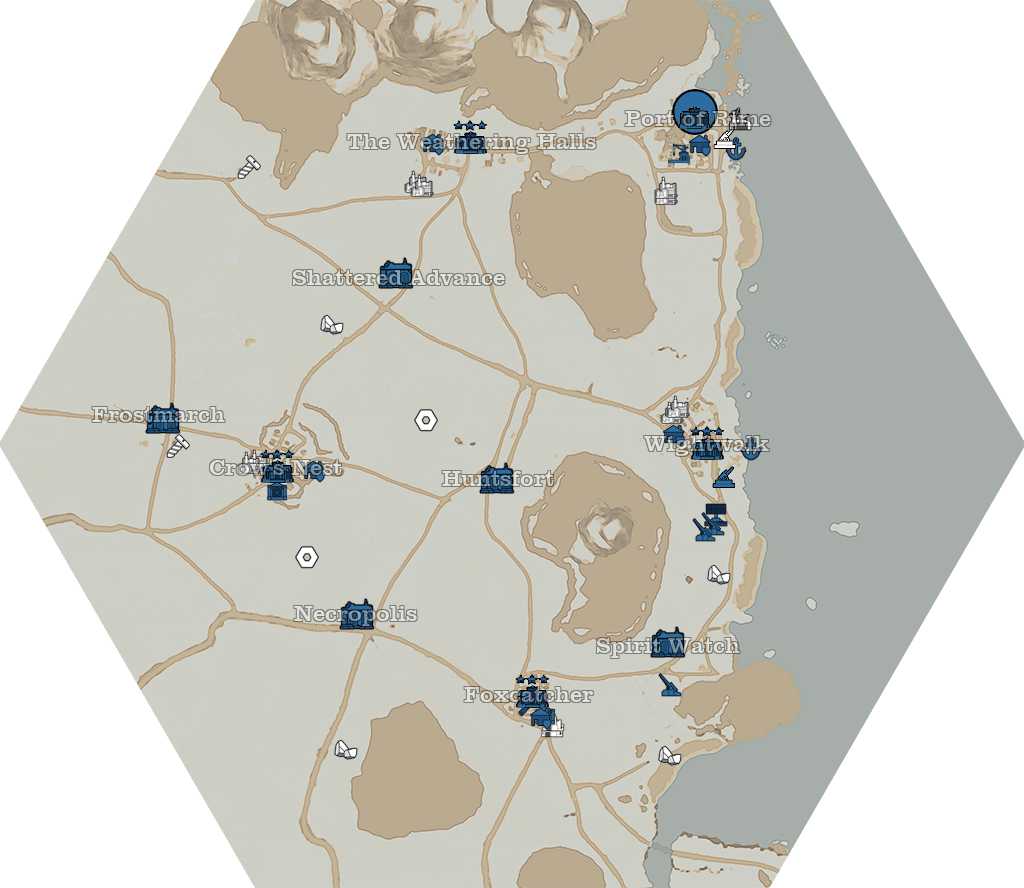 Port of Rime
The Weathering Halls
Shattered Advance
Frostmarch
Wightwalk
Crow's Nest
Huntsfort
Necropolis
Spirit Watch
Foxcatcher